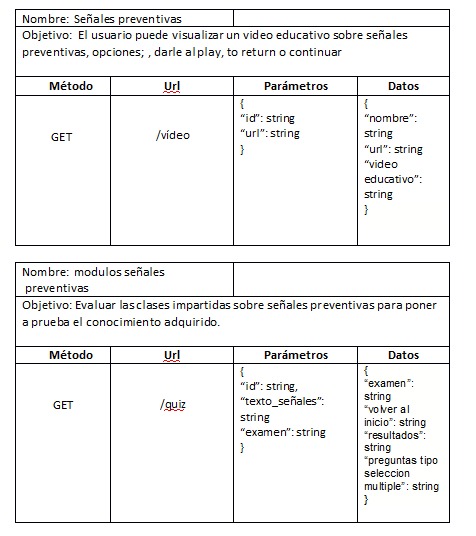 Nombre: Señales preventivas
Objetivo: El usuario puede visualizar un video educativo sobre señales
preventivas, opciones; , darle al play, to return o continuar
Método Url Parámetros Datos
GET
/vídeo
{
“id”: string
“url”: string
}
{
“nombre”:
string
“url”: string
“video
educativo”:
string
}
Nombre: modulos señales
preventivas
Objetivo: Evaluar las clases impartidas sobre señales preventivas para poner
a prueba el conocimiento adquirido.
Método Url Parámetros Datos
GET
/quiz
{
“id”: string,
“texto_señales”:
string
“examen”: string
}
{
“examen”:
string
“volver al
inicio”: string
“resultados”:
string
“preguntas tipo
seleccion
multiple”: string
}